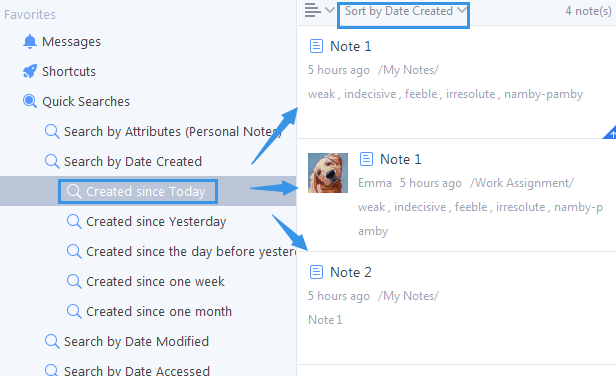 Favorites
Messages
Shortcuts
Quick Searches
Search by Attributes (Personal Notes)
Search by Date Created
Created since Today
Created since Yesterday
Created since the day before yester
Created since one week
Created since one month
Search by Date Modified
Search by Date Accessed
Sort by Date Created
4 note(s)
Note 1
5 hours ago /My Notes/
weak , indecisive , feeble , irresolute , namby-pamby
Note 1
Emma 5 hours ago /Work Assignment/
weak , indecisive , feeble , irresolute , namby-p
amby
Note 2
5 hours ago /My Notes/
Note 1